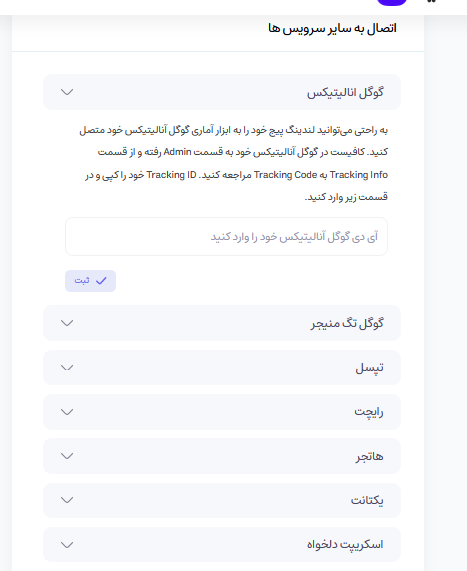 اتصال به سایر سرویس ها
گوگل انالیتیکس
به راحتی می‌توانید لندینگ پیج خود را به ابزار آماری گوگل آنالیتیکس خود متصل
کنید. کافیست در گوگل آنالیتیکس خود به قسمت Admin رفته و از قسمت
Tracking Info به Tracking Code مراجعه کنید. Tracking ID خود را کپی و در
قسمت زیر وارد کنید.
آی دی گوگل آنالیتیکس خود را وارد کنید
ثبت
گوگل تگ منیجر
تپسل
رایچت
هاتجر
یکتانت
اسکریپت دلخواه